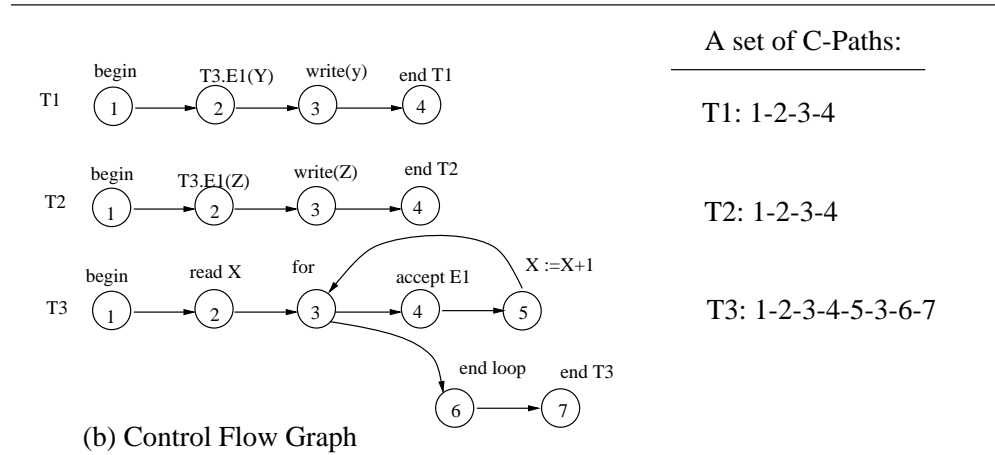 A set of C-Paths:
begin T3.E1(Y) write(y) end T1
T1 1 2 3 4 T1: 1-2-3-4
begin T3.E1(Z) write(Z) end T2
T2 1 2 3 4 T2: 1-2-3-4
begin read X for accept E1 X :=X+1
T3 1 2 3 4 5 T3: 1-2-3-4-5-3-6-7
end loop end T3
6 7
(b) Control Flow Graph